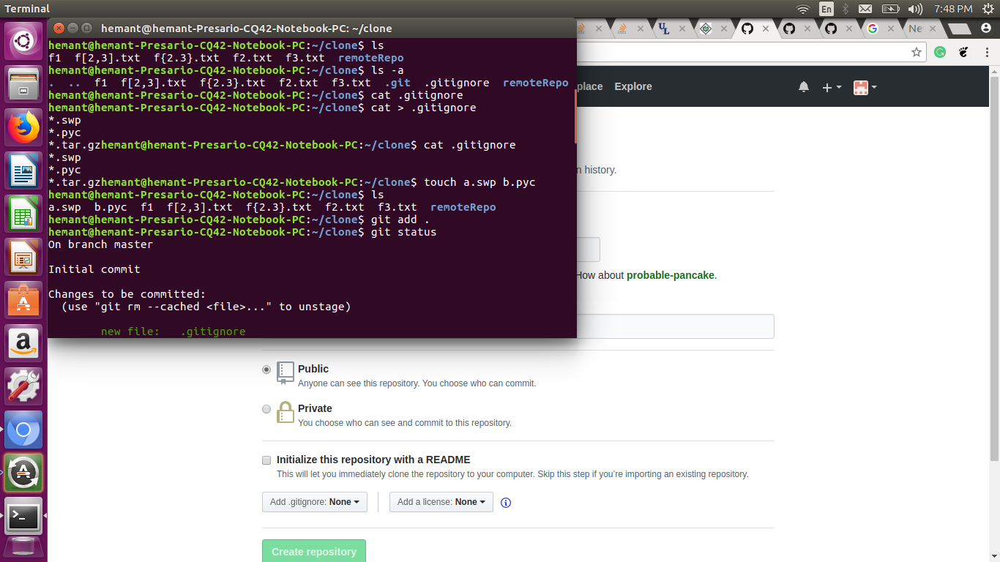 Terminal
En
7:48 PM
hemant@hemant-Presario-CQ42-Notebook-PC: ~/clone
hemant@hemant-Presario-CQ42-Notebook-PC:~/clone$ ls
f1  f[2,3].txt  f{2.3}.txt  f2.txt  f3.txt  remoteRepo
hemant@hemant-Presario-CQ42-Notebook-PC:~/clone$ ls -a
.  ..  f1  f[2,3].txt  f{2.3}.txt  f2.txt  f3.txt  .git  .gitignore  remoteRepo
hemant@hemant-Presario-CQ42-Notebook-PC:~/clone$ cat .gitignore
hemant@hemant-Presario-CQ42-Notebook-PC:~/clone$ cat > .gitignore
*.swp
*.pyc
*.tar.gzhemant@hemant-Presario-CQ42-Notebook-PC:~/clone$ cat .gitignore
*.swp
*.pyc
*.tar.gzhemant@hemant-Presario-CQ42-Notebook-PC:~/clone$ touch a.swp b.pyc
hemant@hemant-Presario-CQ42-Notebook-PC:~/clone$ ls
a.swp  b.pyc  f1  f[2,3].txt  f{2.3}.txt  f2.txt  f3.txt  remoteRepo
hemant@hemant-Presario-CQ42-Notebook-PC:~/clone$ git add .
hemant@hemant-Presario-CQ42-Notebook-PC:~/clone$ git status
On branch master
Initial commit
Changes to be committed:
(use "git rm --cached <file>..." to unstage)
new file:   .gitignore
UL
Ne
place
Explore
n history.
How about probable-pancake.
Public
Anyone can see this repository. You choose who can commit.
Private
You choose who can see and commit to this repository.
Initialize this repository with a README
This will let you immediately clone the repository to your computer. Skip this step if you're importing an existing repository.
Add .gitignore: None
Add a license: None
Create repository